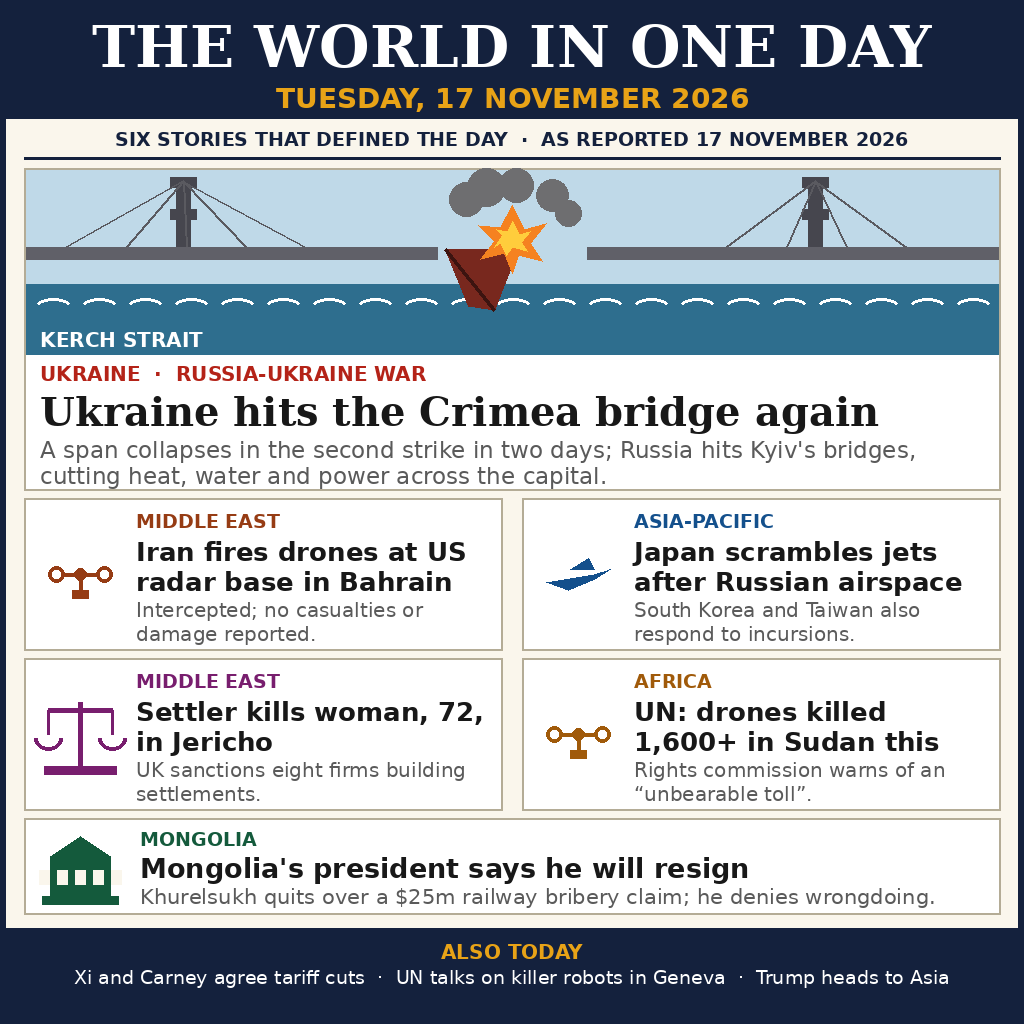 THE WORLD IN ONE DAY
TUESDAY, 17 NOVEMBER 2026
SIX STORIES THAT DEFINED THE DAY · AS REPORTED 17 NOVEMBER 2026
KERCH STRAIT
UKRAINE · RUSSIA-UKRAINE WAR
Ukraine hits the Crimea bridge again
A span collapses in the second strike in two days; Russia hits Kyiv's bridges,
cutting heat, water and power across the capital.
MIDDLE EAST
Iran fires drones at US
radar base in Bahrain
Intercepted; no casualties or
damage reported.
ASIA-PACIFIC
Japan scrambles jets
after Russian airspace
South Korea and Taiwan also
respond to incursions.
MIDDLE EAST
Settler kills woman, 72,
in Jericho
UK sanctions eight firms building
settlements.
AFRICA
UN: drones killed
1,600+ in Sudan this
Rights commission warns of an
“unbearable toll”.
MONGOLIA
Mongolia's president says he will resign
Khurelsukh quits over a $25m railway bribery claim; he denies wrongdoing.
ALSO TODAY
Xi and Carney agree tariff cuts · UN talks on killer robots in Geneva · Trump heads to Asia